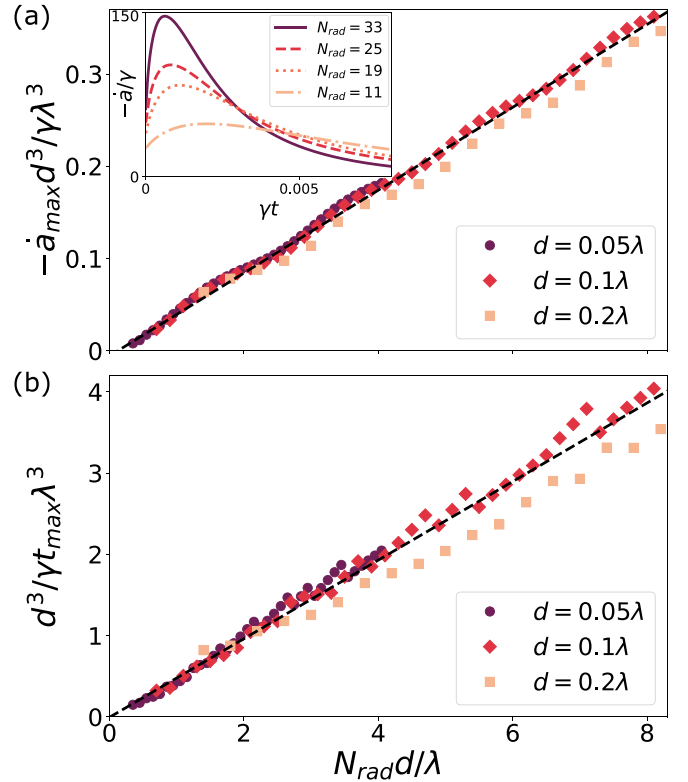 (a)
−ȧ_max d³/γλ³
0.3
0.2
0.1
0
150
0
−ȧ/γ
0
0.005
γt
N_rad = 33
N_rad = 25
N_rad = 19
N_rad = 11
d = 0.05λ
d = 0.1λ
d = 0.2λ
(b)
d³/γt_max λ³
4
3
2
1
0
d = 0.05λ
d = 0.1λ
d = 0.2λ
0
2
4
6
8
N_rad d/λ